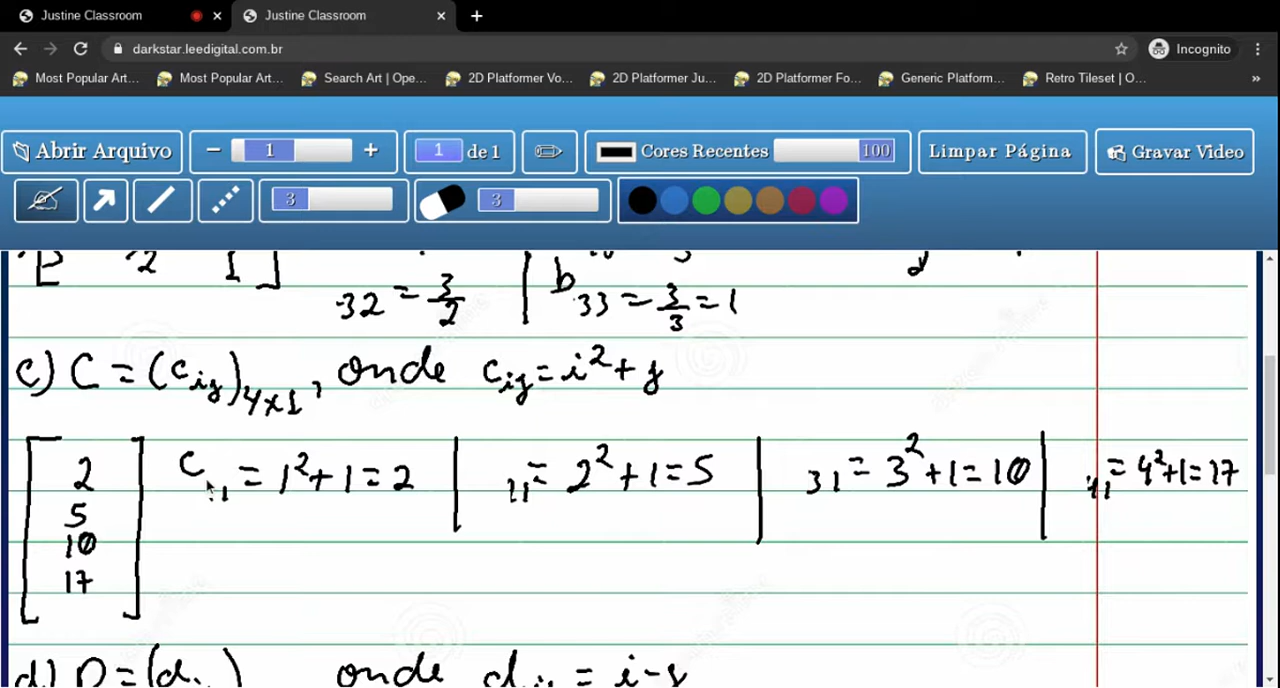 Justine Classroom
Justine Classroom
darkstar.leedigital.com.br
Incognito
Most Popular Art...
Most Popular Art...
Search Art | Ope...
2D Platformer Vo...
2D Platformer Ju...
2D Platformer Fo...
Generic Platform...
Retro Tileset | O...
Abrir Arquivo
− 1 +
1 de 1
Cores Recentes 100
Limpar Página
Gravar Video
3
3
32 = 3/2 | b33 = 3/3 = 1
c) C = (cij)4x1, onde cij = i² + j
[2 5 10 17] c11 = 1² + 1 = 2 | 21 = 2² + 1 = 5 | 31 = 3² + 1 = 10 | 41 = 4² + 1 = 17
d) D = (di onde di = i - j